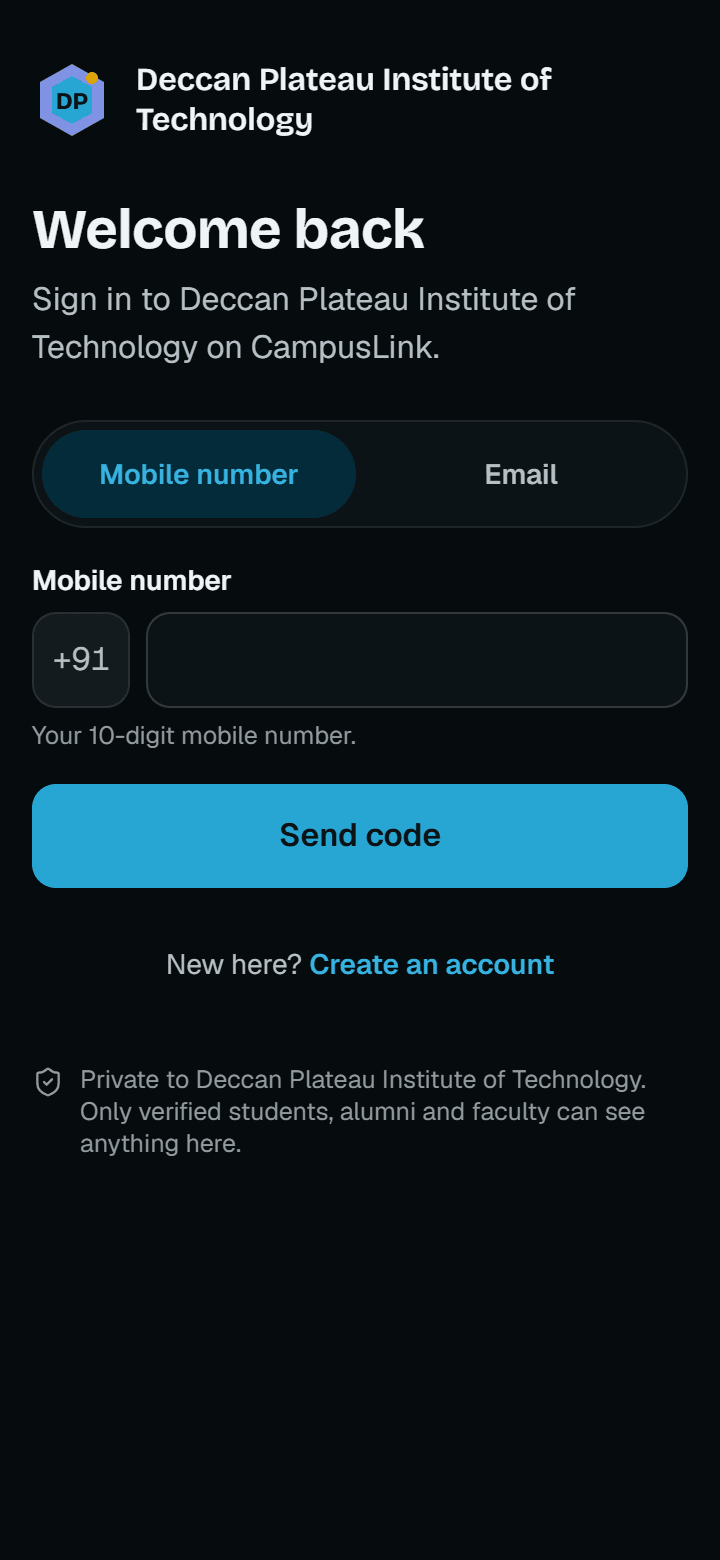 DP
Deccan Plateau Institute of
Technology
Welcome back
Sign in to Deccan Plateau Institute of
Technology on CampusLink.
Mobile number
Email
Mobile number
+91
Your 10-digit mobile number.
Send code
New here? Create an account
Private to Deccan Plateau Institute of Technology.
Only verified students, alumni and faculty can see
anything here.